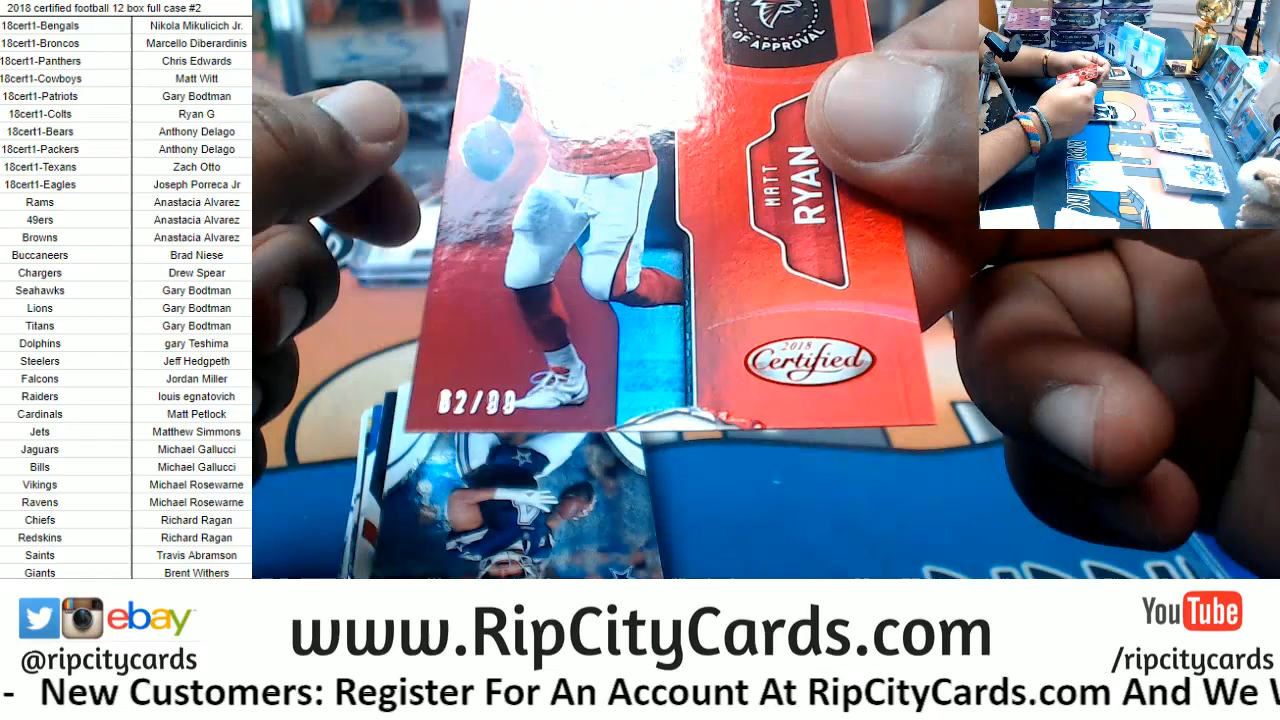 2018 certified football 12 box full case #2
18cert1-Bengals Nikola Mikulicich Jr.
18cert1-Broncos Marcello Diberardinis
18cert1-Panthers Chris Edwards
18cert1-Cowboys Matt Witt
18cert1-Patriots Gary Bodtman
18cert1-Colts Ryan G
18cert1-Bears Anthony Delago
18cert1-Packers Anthony Delago
18cert1-Texans Zach Otto
18cert1-Eagles Joseph Porreca Jr
Rams Anastacia Alvarez
49ers Anastacia Alvarez
Browns Anastacia Alvarez
Buccaneers Brad Niese
Chargers Drew Spear
Seahawks Gary Bodtman
Lions Gary Bodtman
Titans Gary Bodtman
Dolphins gary Teshima
Steelers Jeff Hedgpeth
Falcons Jordan Miller
Raiders louis egnatovich
Cardinals Matt Petlock
Jets Matthew Simmons
Jaguars Michael Gallucci
Bills Michael Gallucci
Vikings Michael Rosewarne
Ravens Michael Rosewarne
Chiefs Richard Ragan
Redskins Richard Ragan
Saints Travis Abramson
Giants Brent Withers
OF APPROVAL
MATT
RYAN
2018
Certified
62/99
ebay
@ripcitycards
www.RipCityCards.com
YouTube
/ripcitycards
- New Customers: Register For An Account At RipCityCards.com And We